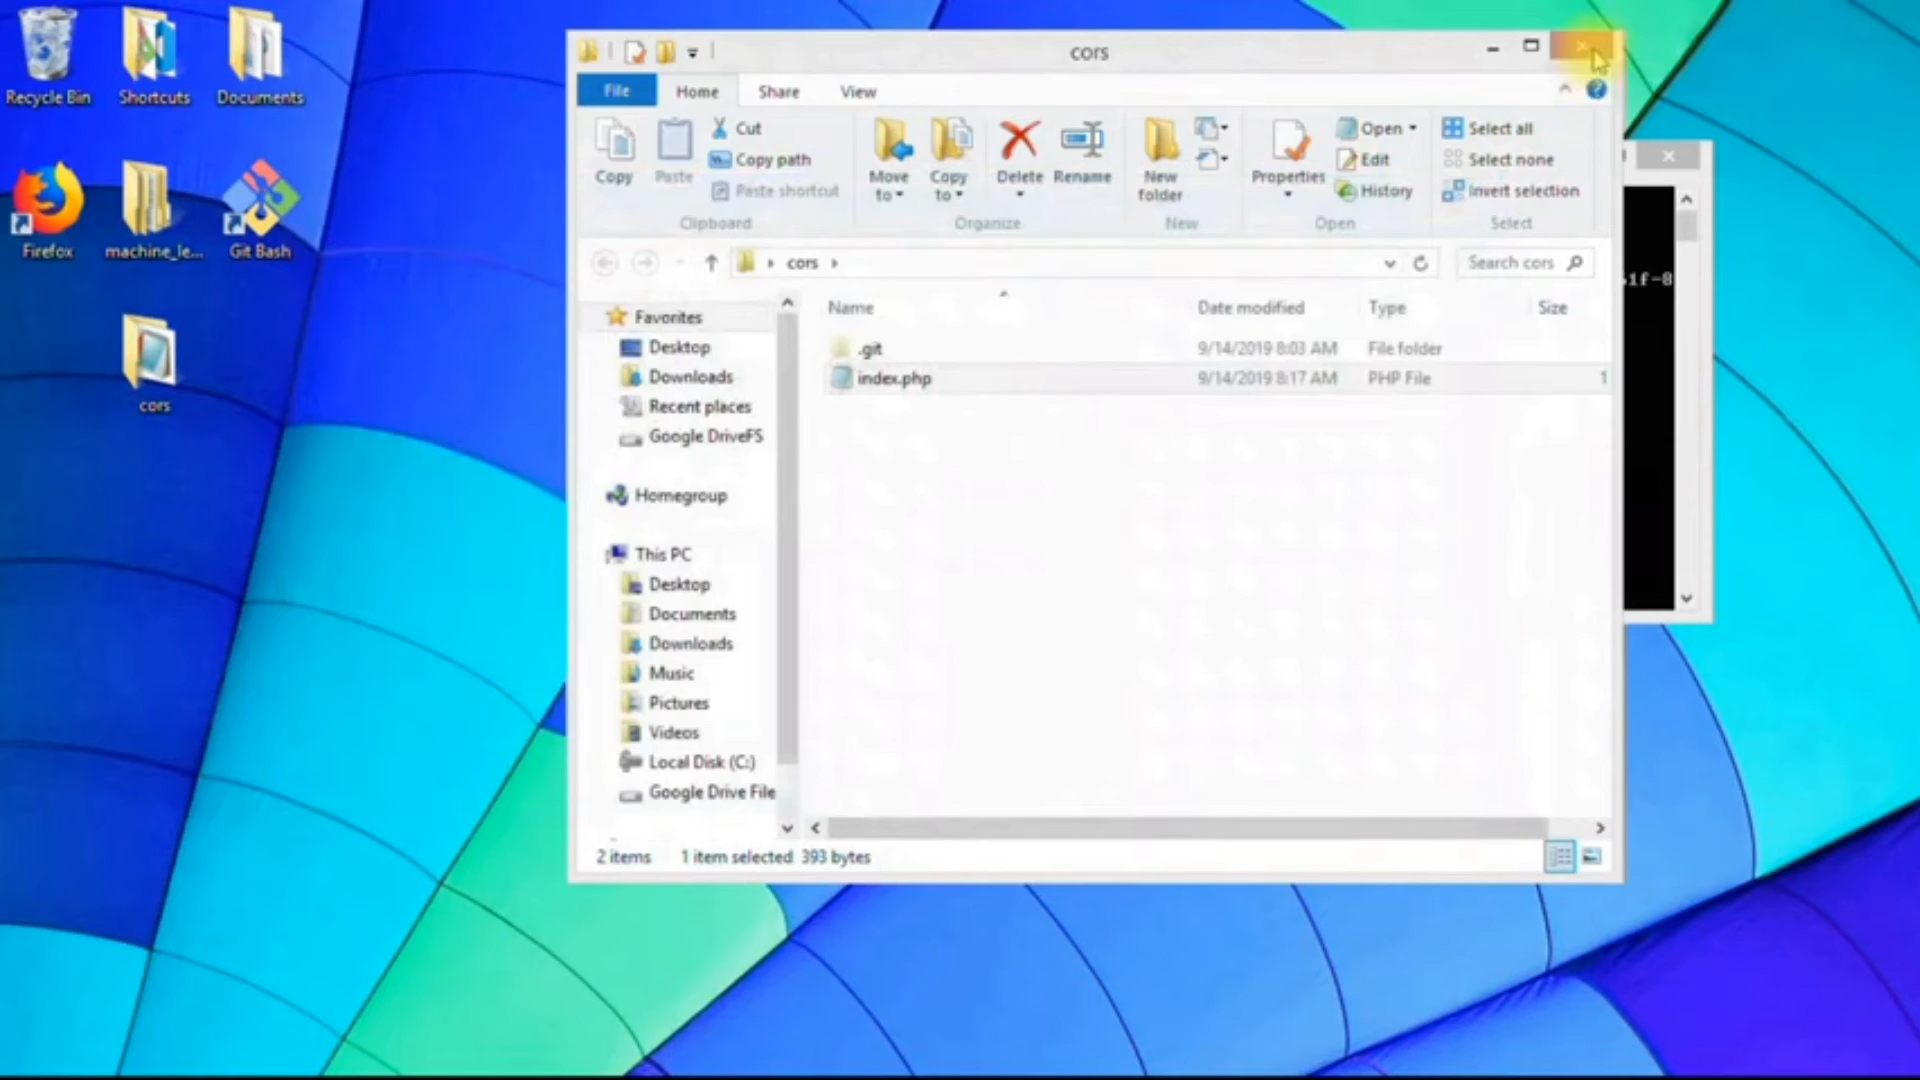 Recycle Bin
Shortcuts
Documents
Firefox
machine_le...
Git Bash
cors
cors
File
Home
Share
View
Copy
Paste
Cut
Copy path
Paste shortcut
Clipboard
Move to
Copy to
Delete
Rename
Organize
New folder
New
Properties
Open
Edit
History
Open
Select all
Select none
Invert selection
Select
cors
Search cors
Name
Date modified
Type
Size
.git
9/14/2019 8:03 AM
File folder
index.php
9/14/2019 8:17 AM
PHP File
1
Favorites
Desktop
Downloads
Recent places
Google DriveFS
Homegroup
This PC
Desktop
Documents
Downloads
Music
Pictures
Videos
Local Disk (C:)
Google Drive File
2 items
1 item selected 393 bytes
1f-8